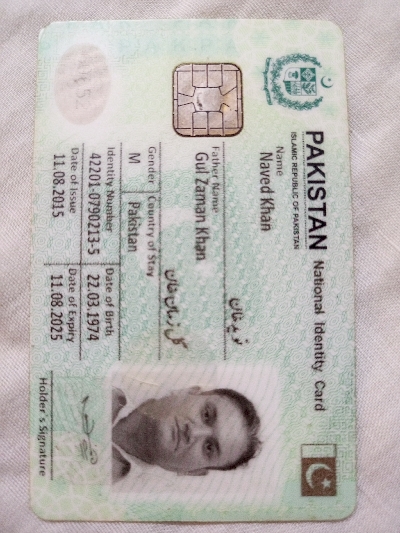 PAKISTAN National Identity Card
ISLAMIC REPUBLIC OF PAKISTAN
Name
Naved Khan
نوید خان
Father Name
Gul Zaman Khan
گل زمان خان
Gender Country of Stay
M Pakistan
Identity Number Date of Birth
42201-0790213-5 22.03.1974
Date of Issue Date of Expiry
11.08.2015 11.08.2025
Holder's Signature